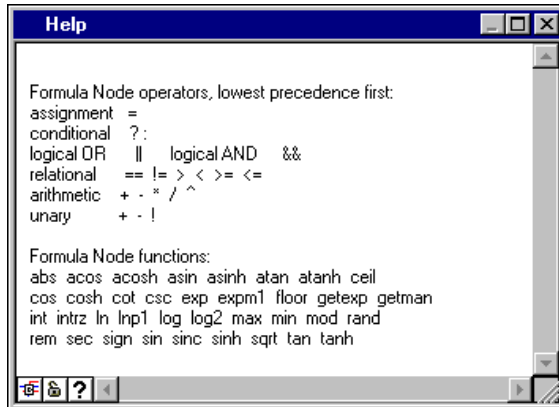 Help
Formula Node operators, lowest precedence first:
assignment =
conditional ? :
logical OR || logical AND &&
relational == != > < >= <=
arithmetic + - * / ^
unary + - !
Formula Node functions:
abs acos acosh asin asinh atan atanh ceil
cos cosh cot csc exp expm1 floor getexp getman
int intrz ln lnp1 log log2 max min mod rand
rem sec sign sin sinc sinh sqrt tan tanh
?